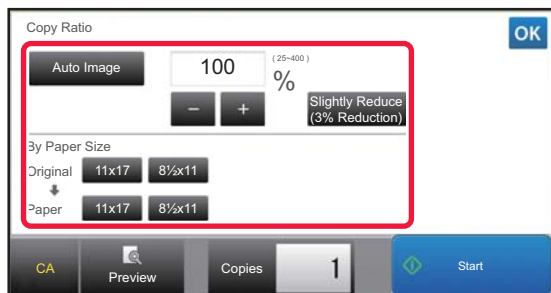 Copy Ratio
OK
Auto Image
100
(25~400)
%
Slightly Reduce
(3% Reduction)
− +
By Paper Size
Original 11x17 8½x11
Paper 11x17 8½x11
CA
Preview
Copies
1
Start